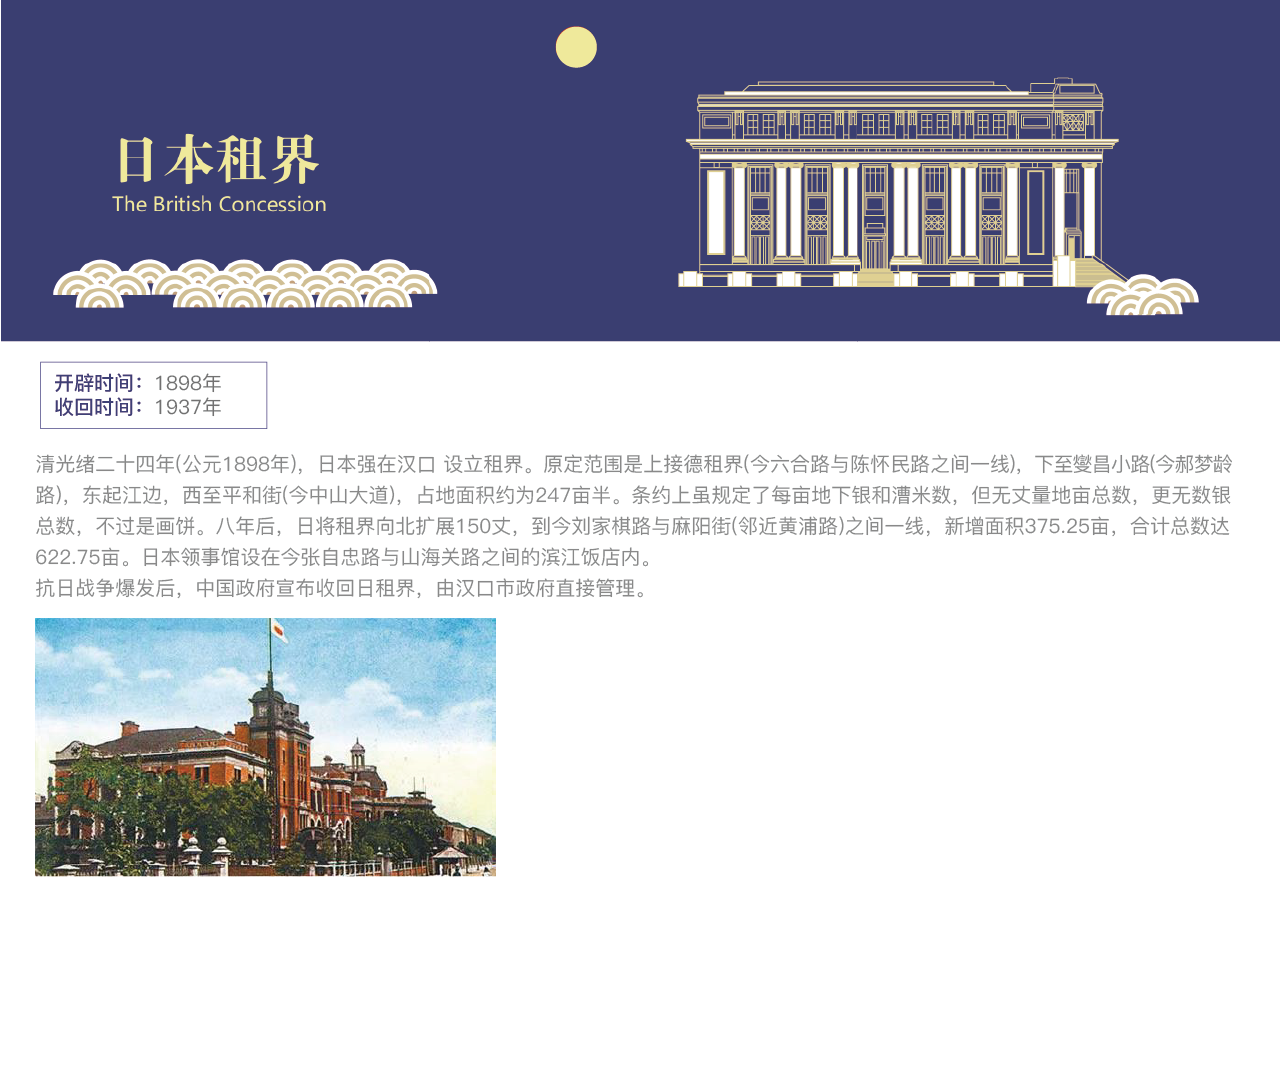 日本租界
The British Concession
开辟时间：1898年
收回时间：1937年
清光绪二十四年(公元1898年)，日本强在汉口 设立租界。原定范围是上接德租界(今六合路与陈怀民路之间一线)，下至燮昌小路(今郝梦龄
路)，东起江边，西至平和街(今中山大道)，占地面积约为247亩半。条约上虽规定了每亩地下银和漕米数，但无丈量地亩总数，更无数银
总数，不过是画饼。八年后，日将租界向北扩展150丈，到今刘家棋路与麻阳街(邻近黄浦路)之间一线，新增面积375.25亩，合计总数达
622.75亩。日本领事馆设在今张自忠路与山海关路之间的滨江饭店内。
抗日战争爆发后，中国政府宣布收回日租界，由汉口市政府直接管理。